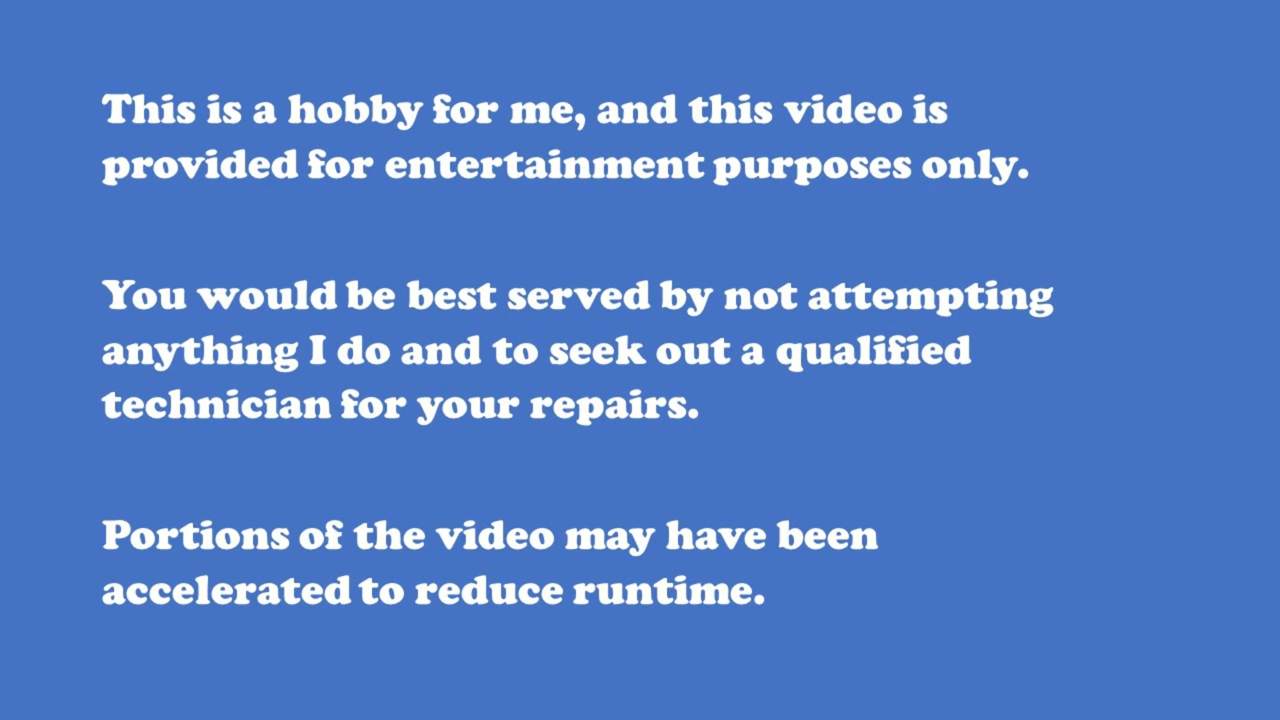 This is a hobby for me, and this video is
provided for entertainment purposes only.
You would be best served by not attempting
anything I do and to seek out a qualified
technician for your repairs.
Portions of the video may have been
accelerated to reduce runtime.